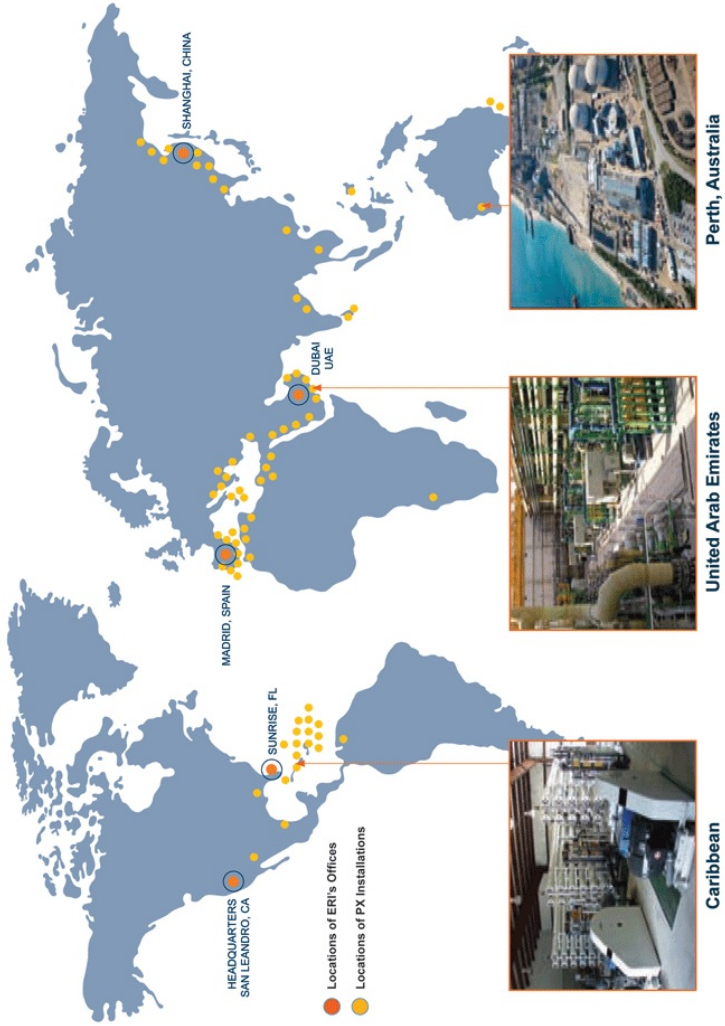 HEADQUARTERS
SAN LEANDRO, CA
SUNRISE, FL
MADRID, SPAIN
DUBAI
UAE
SHANGHAI, CHINA
Locations of ERI's Offices
Locations of PX Installations
Caribbean
United Arab Emirates
Perth, Australia